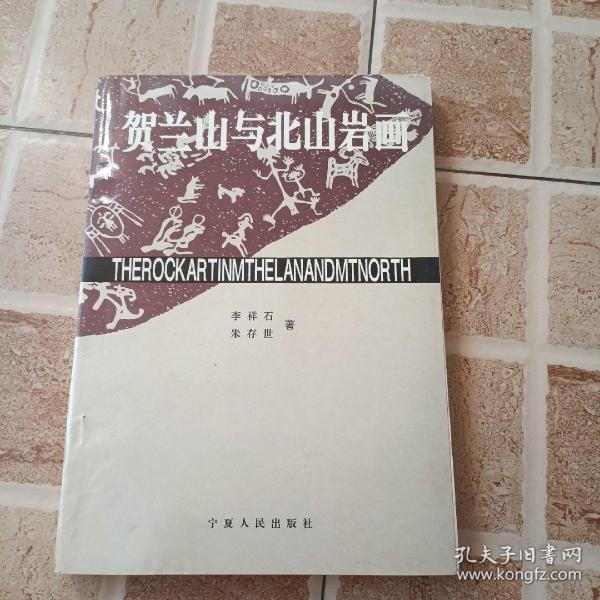 贺兰山与北山岩画
THEROCKARTINMTHELANANDMTNORTH
李祥石
朱存世
著
宁夏人民出版社
孔夫子旧书网
www.kongfz.com